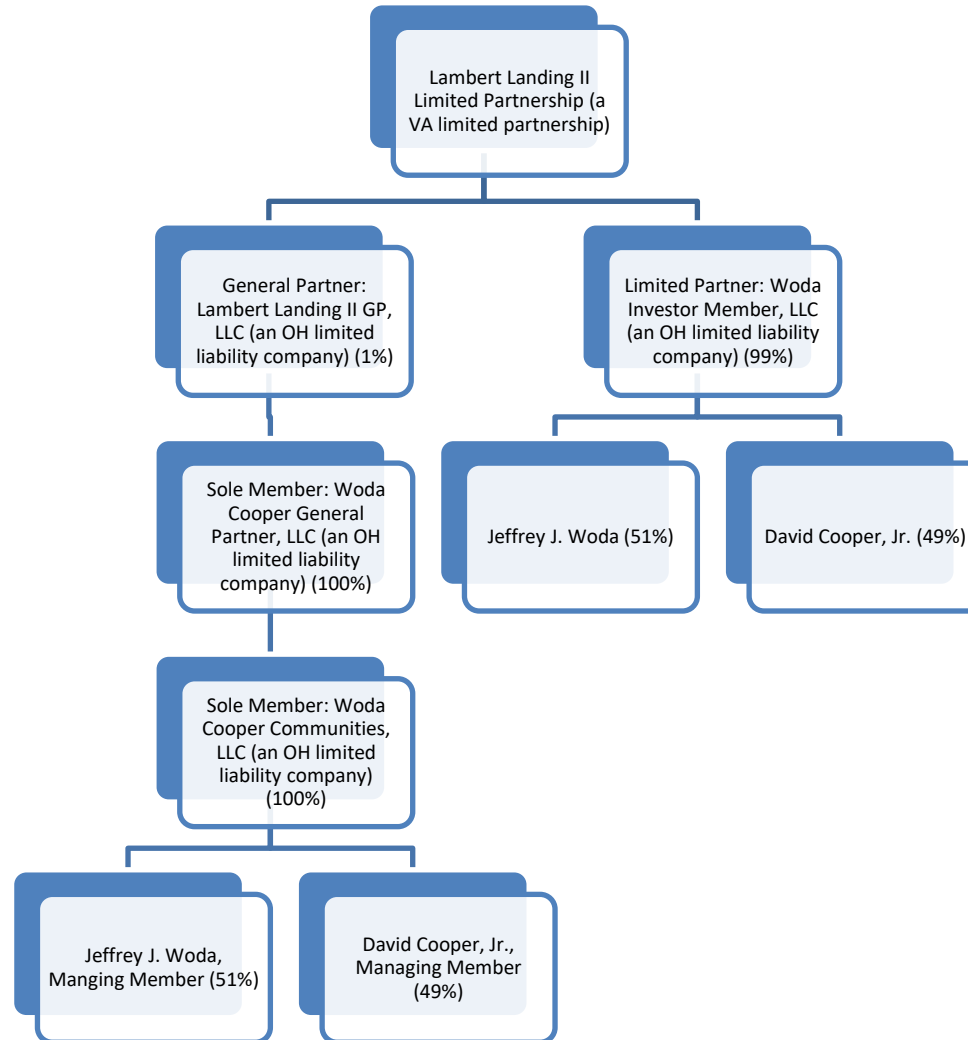 Lambert Landing II
Limited Partnership (a
VA limited partnership)
General Partner:
Lambert Landing II GP,
LLC (an OH limited
liability company) (1%)
Limited Partner: Woda
Investor Member, LLC
(an OH limited liability
company) (99%)
Sole Member: Woda
Cooper General
Partner, LLC (an OH
limited liability
company) (100%)
Jeffrey J. Woda (51%)
David Cooper, Jr. (49%)
Sole Member: Woda
Cooper Communities,
LLC (an OH limited
liability company)
(100%)
Jeffrey J. Woda,
Manging Member (51%)
David Cooper, Jr.,
Managing Member
(49%)